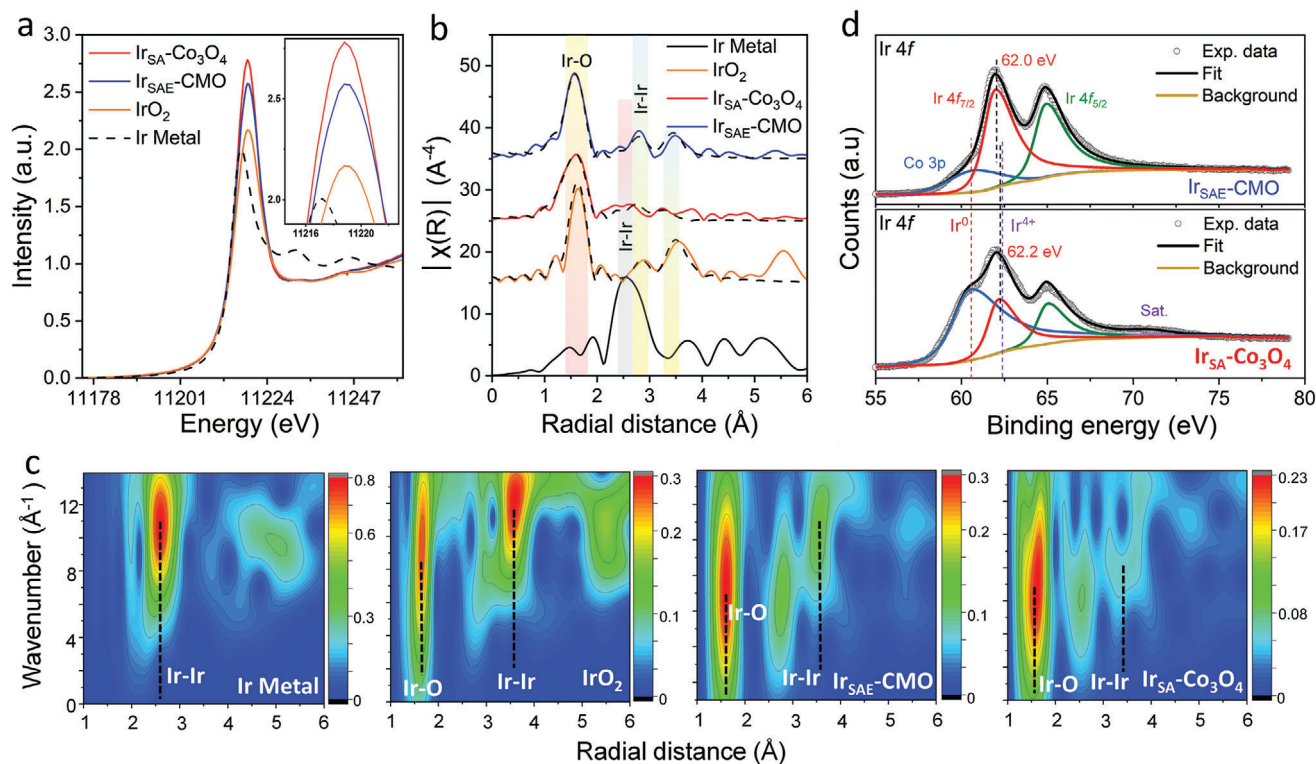 a
Ir_SA-Co3O4
Ir_SAE-CMO
IrO2
Ir Metal
3.0
2.5
2.0
1.5
1.0
0.5
0.0
Intensity (a.u.)
2.5
2.0
11216 11220
11178 11201 11224 11247
Energy (eV)
b
Ir-O
Ir-Ir
Ir-Ir
Ir Metal
IrO2
Ir_SA-Co3O4
Ir_SAE-CMO
50
40
30
20
10
0
|χ(R)| (A^-4)
0 1 2 3 4 5 6
Radial distance (Å)
d
Ir 4f
62.0 eV
Exp. data
Fit
Background
Ir 4f7/2
Ir 4f5/2
Co 3p
Ir_SAE-CMO
Ir 4f
Ir^0
Ir^4+
62.2 eV
Exp. data
Fit
Background
Sat.
Ir_SA-Co3O4
Counts (a.u)
55 60 65 70 75 80
Binding energy (eV)
c
Wavenumber (Å^-1)
12
8
4
0
Ir-Ir
Ir Metal
1 2 3 4 5 6
0.8
0.6
0.3
0
Ir-O
Ir-Ir
IrO2
1 2 3 4 5 6
0.3
0.2
0.1
0
Ir-O
Ir-Ir
Ir_SAE-CMO
1 2 3 4 5 6
0.3
0.2
0.1
0
Ir-O
Ir-Ir
Ir_SA-Co3O4
1 2 3 4 5 6
0.23
0.17
0.12
0.08
0.00
Radial distance (Å)